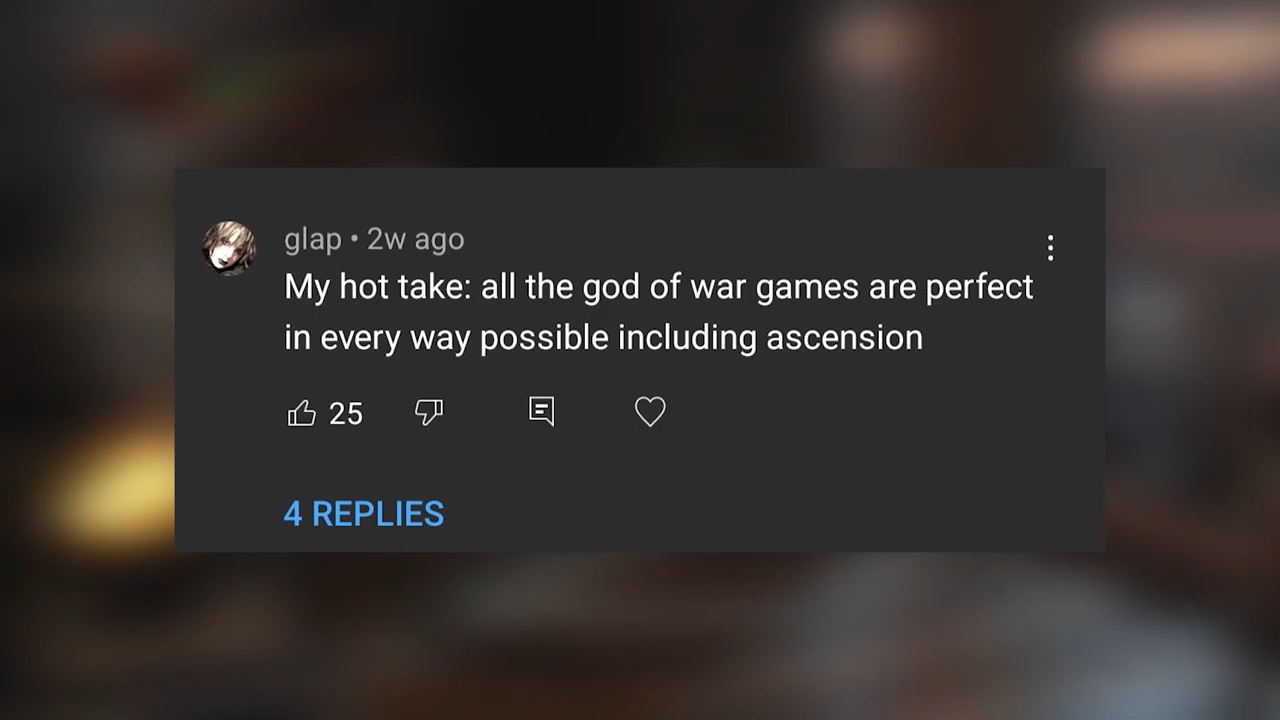 glap • 2w ago
My hot take: all the god of war games are perfect
in every way possible including ascension
25
4 REPLIES